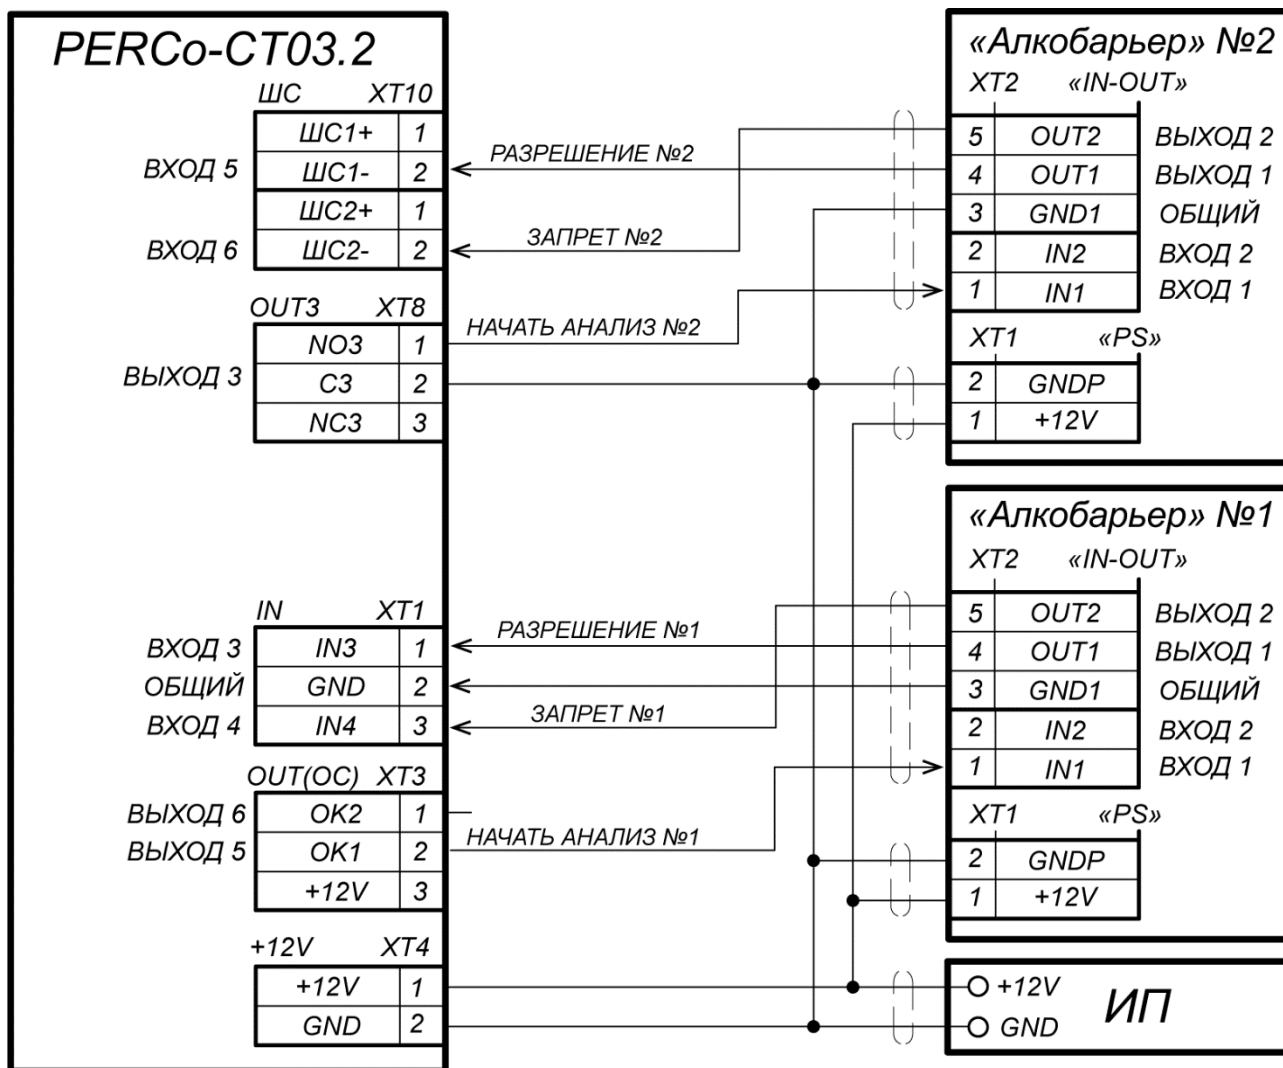 PERCo-CT03.2
ШС XT10
ШС1+ 1
ВХОД 5 ШС1- 2
ШС2+ 1
ВХОД 6 ШС2- 2
OUT3 XT8
NO3 1
ВЫХОД 3 C3 2
NC3 3
IN XT1
ВХОД 3 IN3 1
ОБЩИЙ GND 2
ВХОД 4 IN4 3
OUT(OC) XT3
ВЫХОД 6 OK2 1
ВЫХОД 5 OK1 2
+12V 3
+12V XT4
+12V 1
GND 2
РАЗРЕШЕНИЕ №2
ЗАПРЕТ №2
НАЧАТЬ АНАЛИЗ №2
РАЗРЕШЕНИЕ №1
ЗАПРЕТ №1
НАЧАТЬ АНАЛИЗ №1
«Алкобарьер» №2
XT2 «IN-OUT»
5 OUT2 ВЫХОД 2
4 OUT1 ВЫХОД 1
3 GND1 ОБЩИЙ
2 IN2 ВХОД 2
1 IN1 ВХОД 1
XT1 «PS»
2 GNDP
1 +12V
«Алкобарьер» №1
XT2 «IN-OUT»
5 OUT2 ВЫХОД 2
4 OUT1 ВЫХОД 1
3 GND1 ОБЩИЙ
2 IN2 ВХОД 2
1 IN1 ВХОД 1
XT1 «PS»
2 GNDP
1 +12V
+12V
GND
ИП